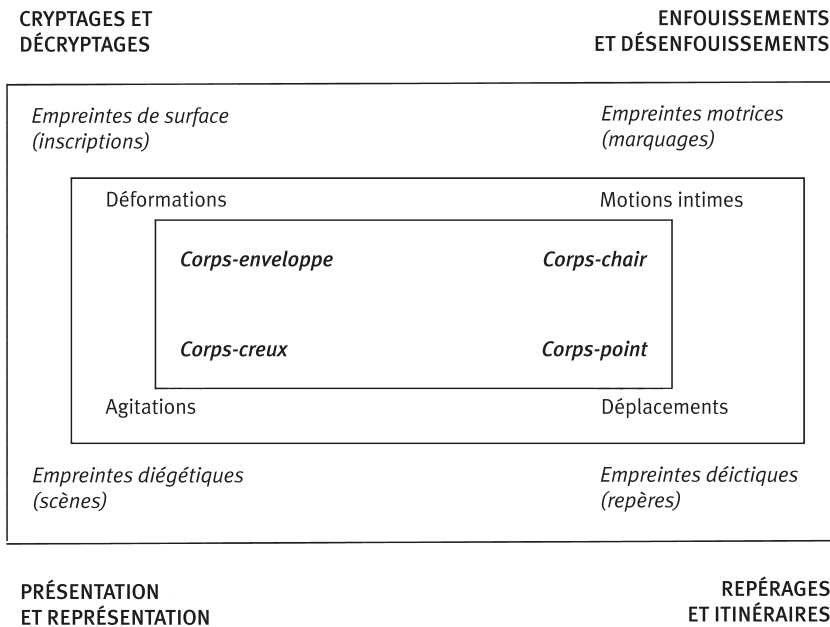 CRYPTAGES ET
DÉCRYPTAGES
ENFOUISSEMENTS
ET DÉSENFOUISSEMENTS
Empreintes de surface
(inscriptions)
Empreintes motrices
(marquages)
Déformations
Motions intimes
Corps-enveloppe
Corps-chair
Corps-creux
Corps-point
Agitations
Déplacements
Empreintes diégétiques
(scènes)
Empreintes déictiques
(repères)
PRÉSENTATION
ET REPRÉSENTATION
REPÉRAGES
ET ITINÉRAIRES